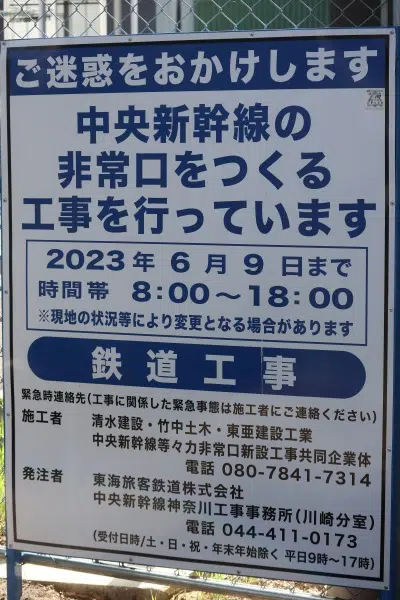 ご迷惑をおかけします
中央新幹線の
非常口をつくる
工事を行っています
2023年 6月 9日まで
時間帯 8:00～18:00
※現地の状況等により変更となる場合があります
鉄道工事
緊急時連絡先(工事に関係した緊急事態は施工者にご連絡ください)
施工者 清水建設・竹中土木・東亜建設工業
中央新幹線等々力非常口新設工事共同企業体
電話 080-7841-7314
発注者 東海旅客鉄道株式会社
中央新幹線神奈川工事事務所(川崎分室)
電話 044-411-0173
(受付日時/土・日・祝・年末年始除く 平日9時～17時)